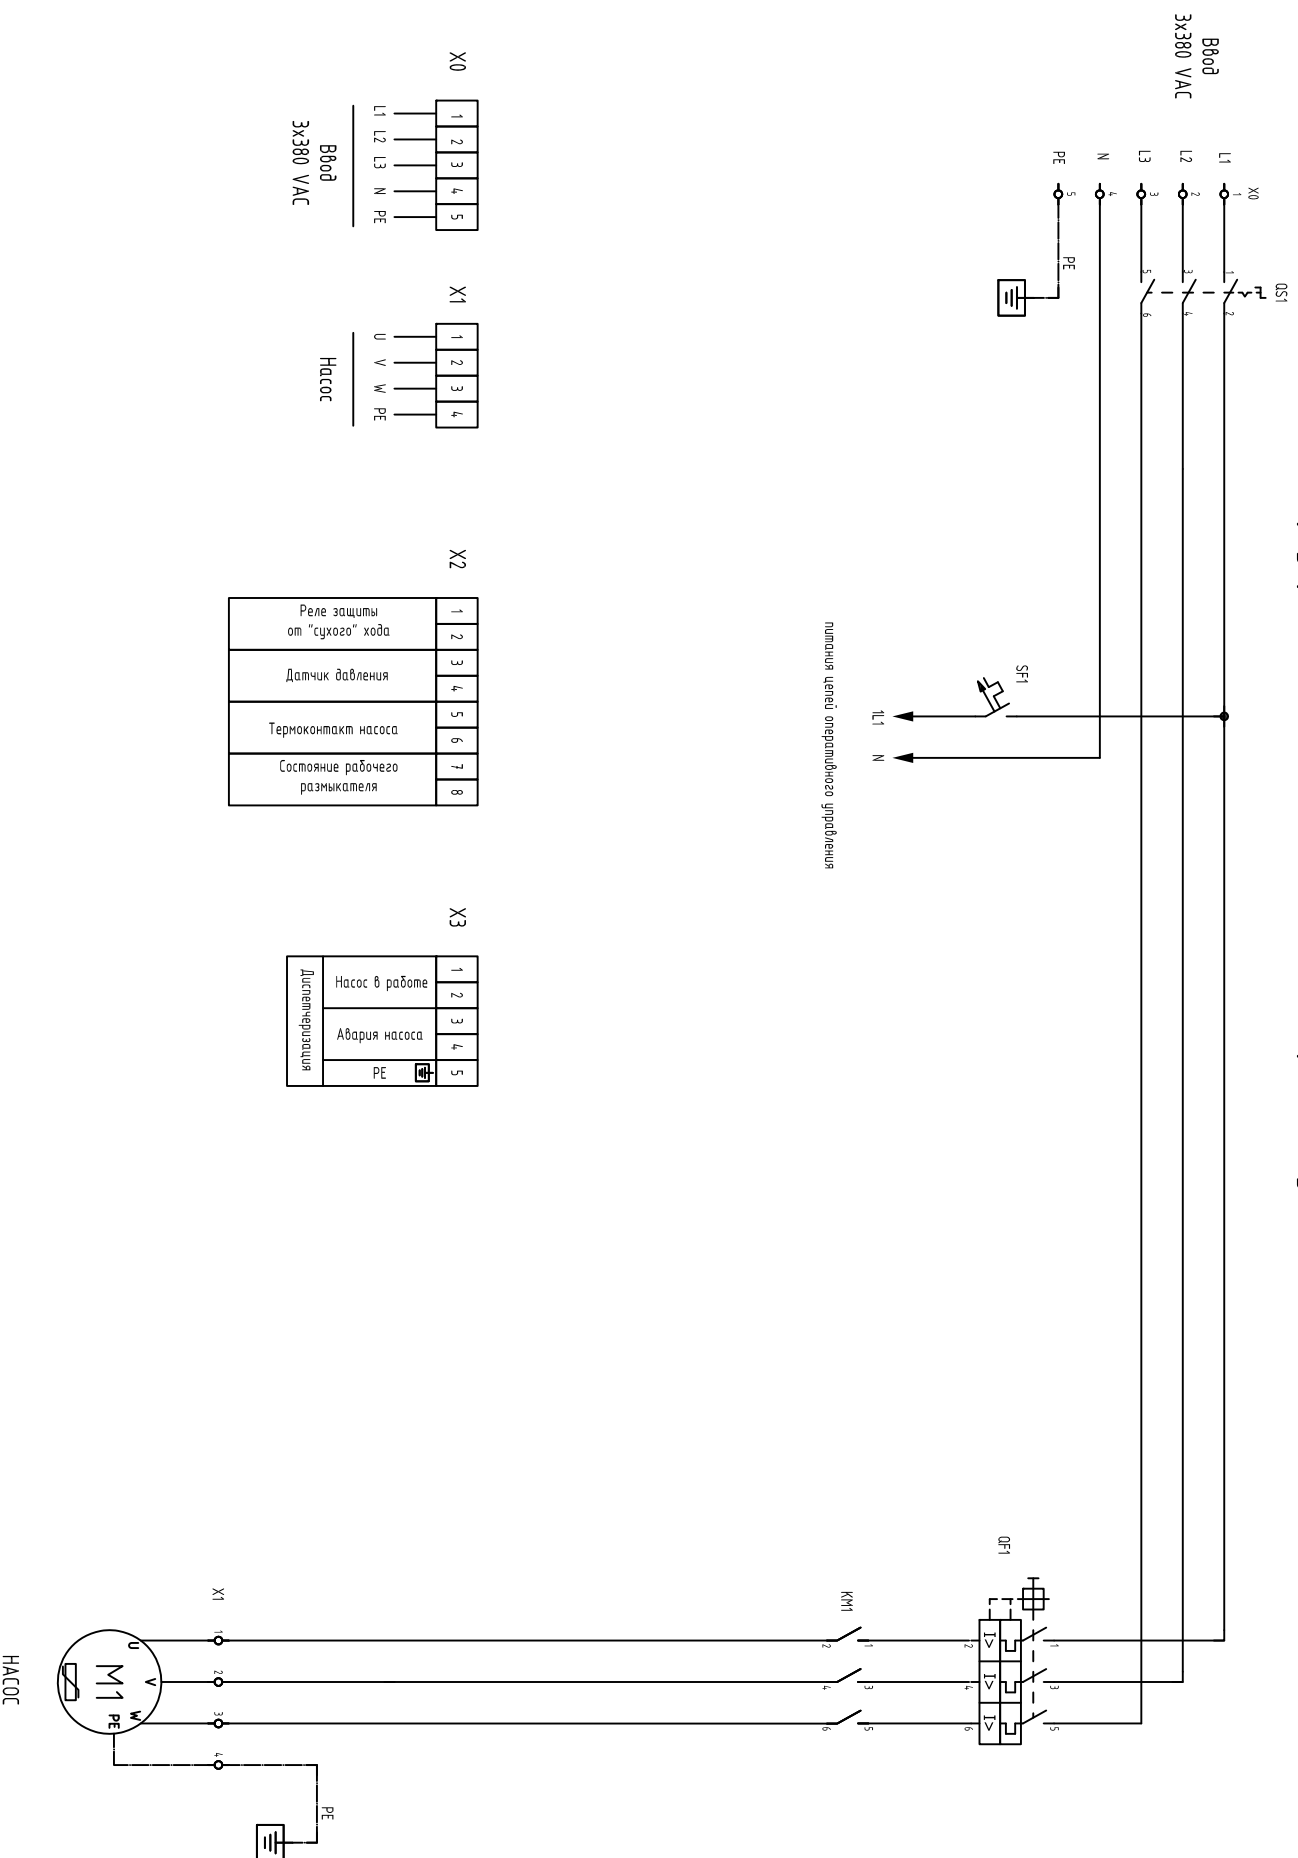 Ввод
3x380 VAC
L1
L2
L3
N
PE
X0
1
2
3
4
5
PE
QS1
1
2
3
4
5
6
SF1
1L1
N
питания цепей оперативного управления
QF1
1
2
3
4
5
6
KM1
1
2
3
4
5
6
I>
I>
I>
X1
1
2
3
4
U
V
W
PE
M1
PE
НАСОС
X0
1
2
3
4
5
L1
L2
L3
N
PE
Ввод
3x380 VAC
X1
1
2
3
4
U
V
W
PE
Насос
X2
1
2
3
4
5
6
7
8
Реле защиты
от "сухого" хода
Датчик давления
Термоконтакт насоса
Состояние рабочего
размыкателя
X3
1
2
3
4
5
Насос в работе
Авария насоса
PE
Диспетчеризация